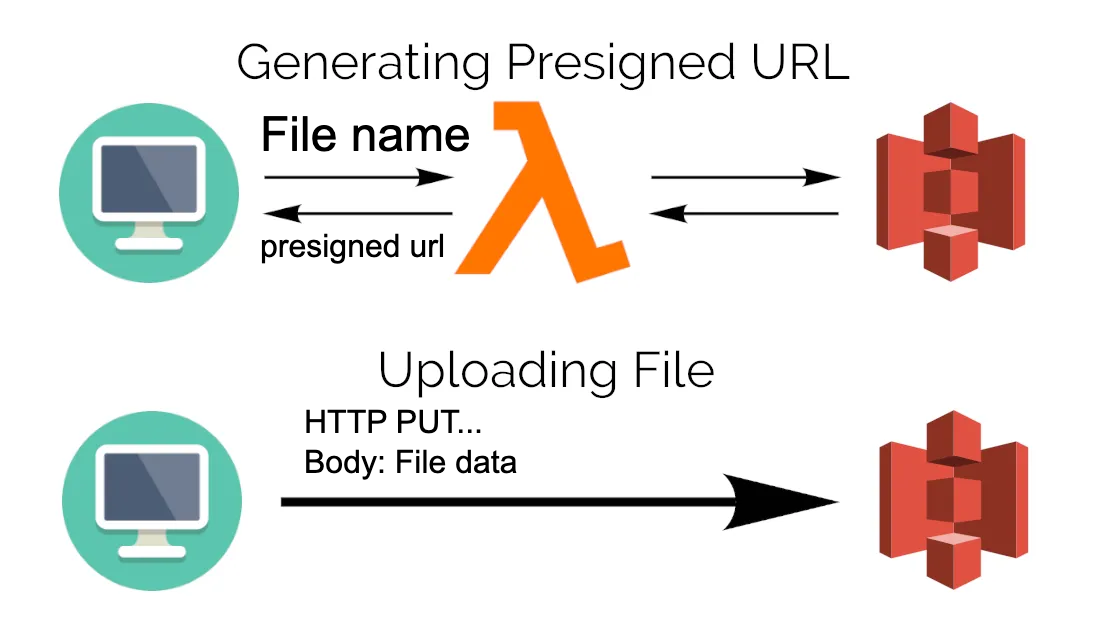 Generating Presigned URL
File name
presigned url
Uploading File
HTTP PUT...
Body: File data